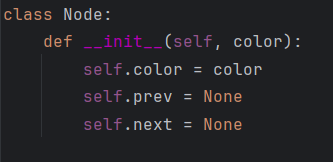 class Node:
    def __init__(self, color):
        self.color = color
        self.prev = None
        self.next = None